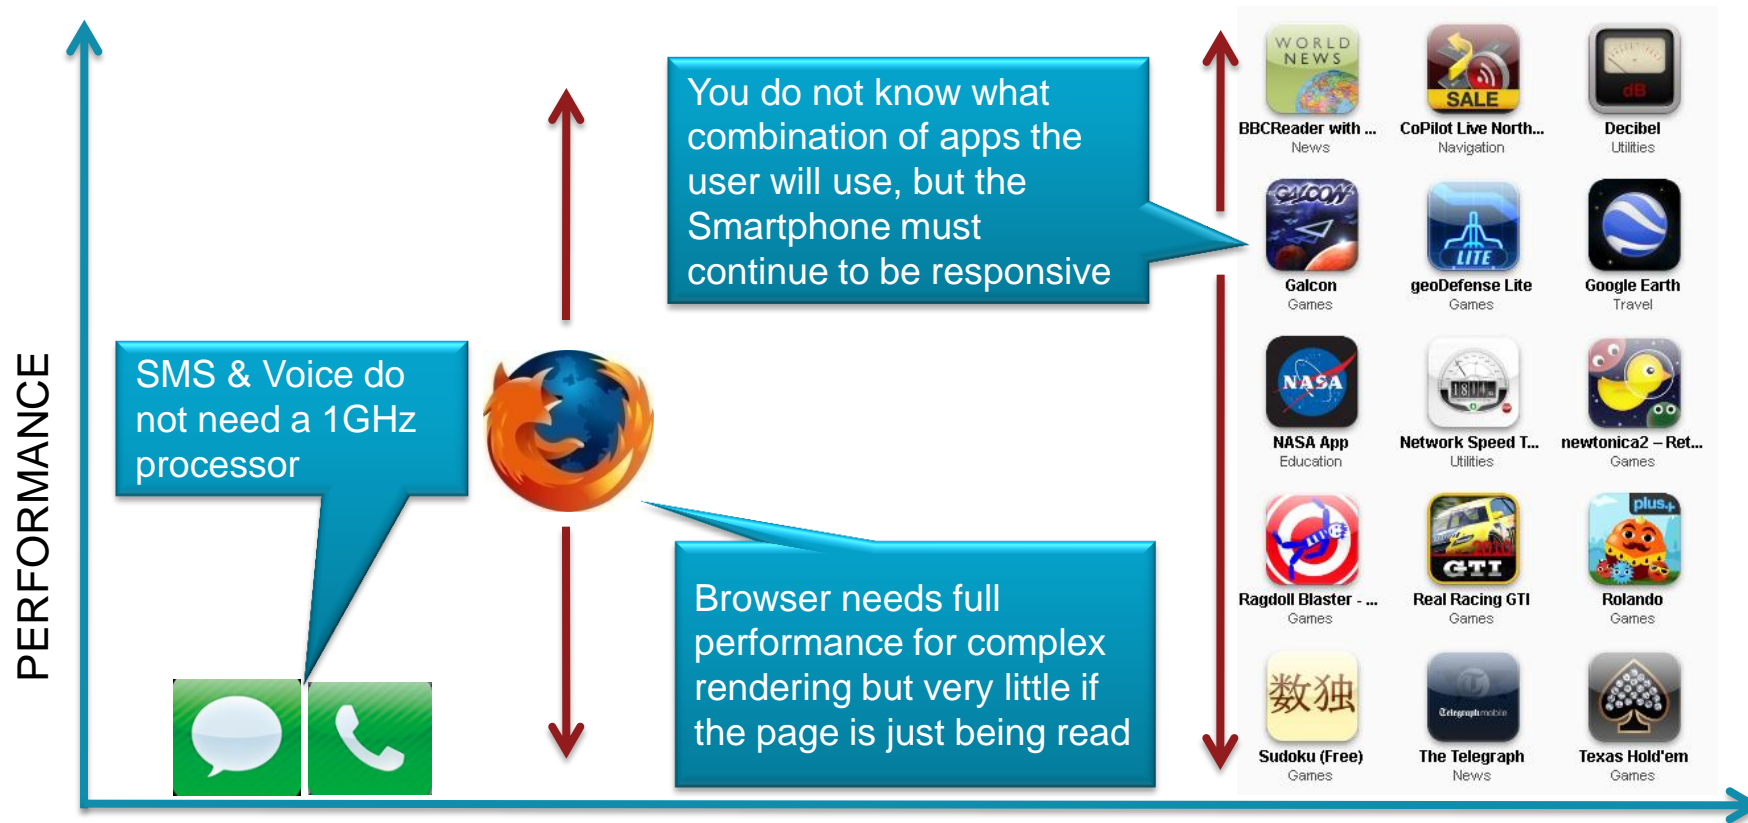 PERFORMANCE
SMS & Voice do
not need a 1GHz
processor
You do not know what
combination of apps the
user will use, but the
Smartphone must
continue to be responsive
Browser needs full
performance for complex
rendering but very little if
the page is just being read
WORLD
NEWS
SALE
dB
BBCReader with ...
CoPilot Live North...
Decibel
News
Navigation
Utilities
GALCON
LITE
Galcon
geoDefense Lite
Google Earth
Games
Games
Travel
NASA
NASA App
Network Speed T...
newtonica2 – Ret...
Education
Utilities
Games
plus+
2010
GTI
Ragdoll Blaster - ...
Real Racing GTI
Rolando
Games
Games
Games
数独
Telegraph mobile
Sudoku (Free)
The Telegraph
Texas Hold'em
Games
News
Games